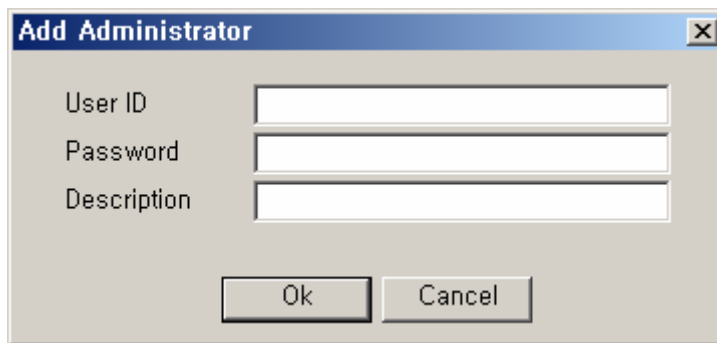 Add Administrator
User ID
Password
Description
Ok Cancel